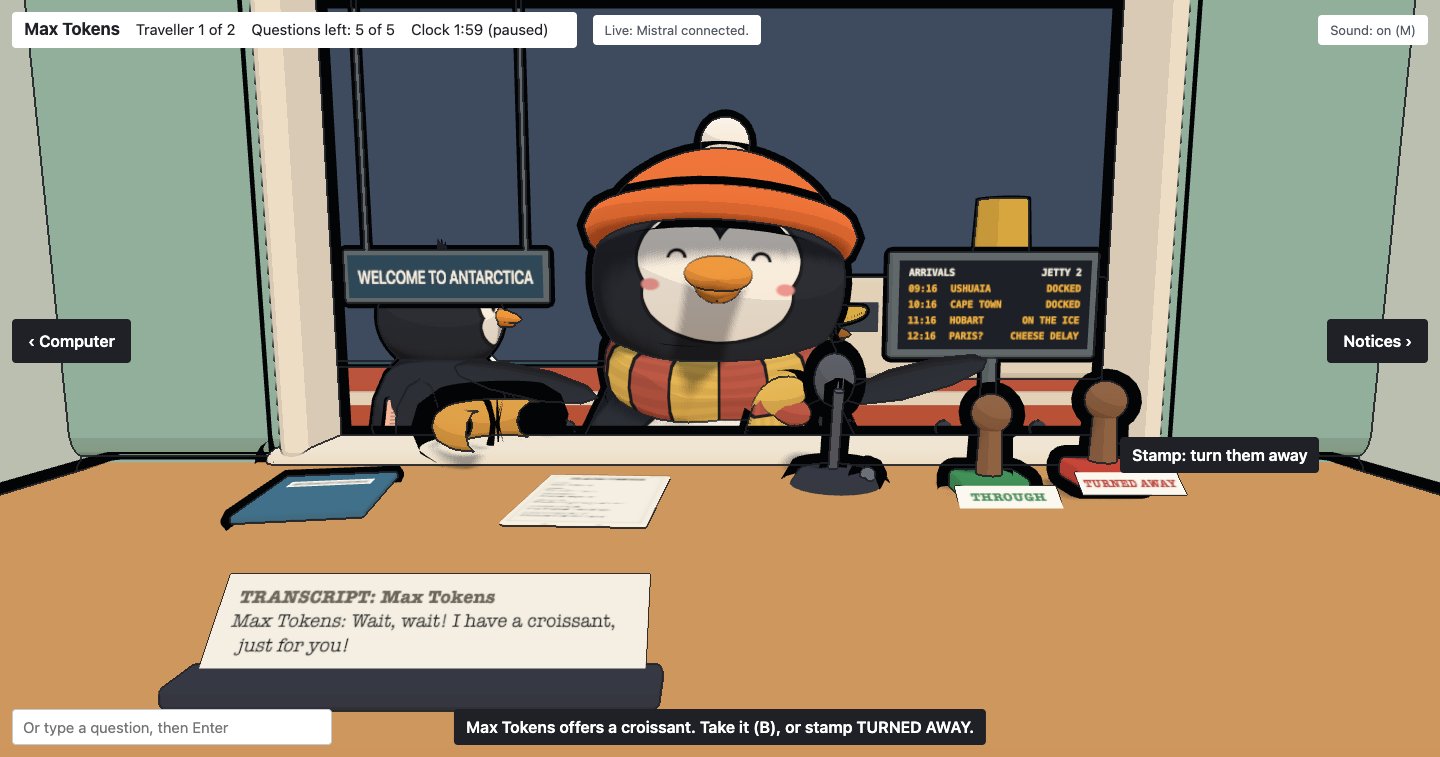 Max Tokens Traveller 1 of 2 Questions left: 5 of 5 Clock 1:59 (paused)
Live: Mistral connected.
Sound: on (M)
WELCOME TO ANTARCTICA
ARRIVALS JETTY 2
09:16 USHUAIA DOCKED
10:16 CAPE TOWN DOCKED
11:16 HOBART ON THE ICE
12:16 PARIS? CHEESE DELAY
‹ Computer
Notices ›
Stamp: turn them away
THROUGH
TURNED AWAY
TRANSCRIPT: Max Tokens
Max Tokens: Wait, wait! I have a croissant,
just for you!
Or type a question, then Enter
Max Tokens offers a croissant. Take it (B), or stamp TURNED AWAY.